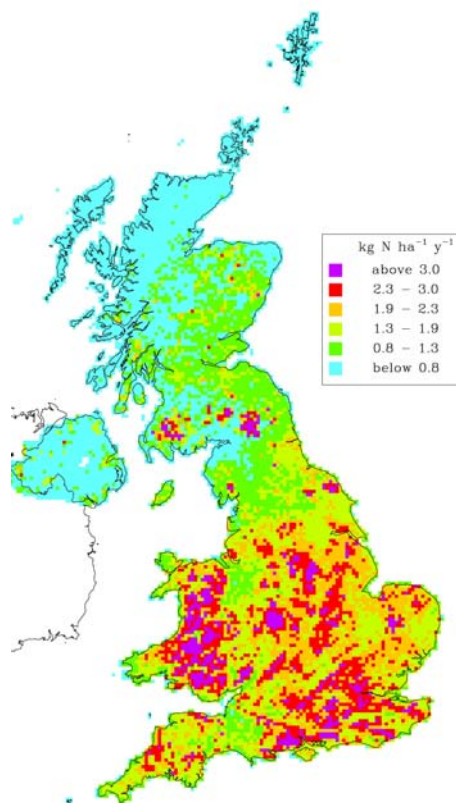 kg N ha⁻¹ y⁻¹
above 3.0
2.3 – 3.0
1.9 – 2.3
1.3 – 1.9
0.8 – 1.3
below 0.8